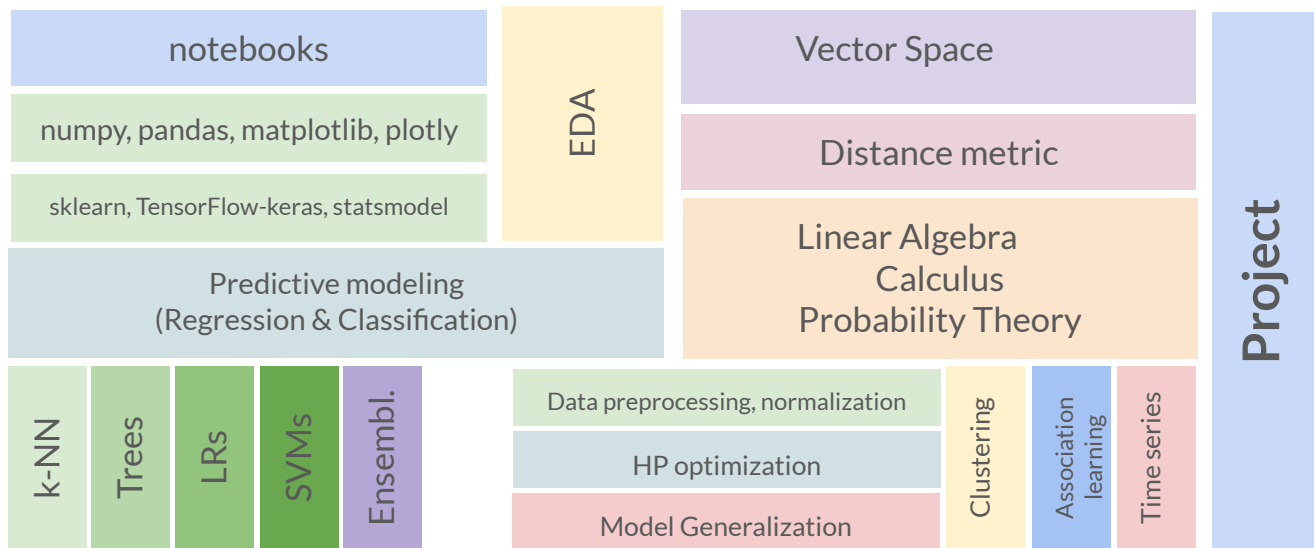 notebooks
numpy, pandas, matplotlib, plotly
sklearn, TensorFlow-keras, statsmodel
EDA
Predictive modeling
(Regression & Classification)
k-NN
Trees
LRs
SVMs
Ensembl.
Vector Space
Distance metric
Linear Algebra
Calculus
Probability Theory
Data preprocessing, normalization
HP optimization
Model Generalization
Clustering
Association
learning
Time series
Project